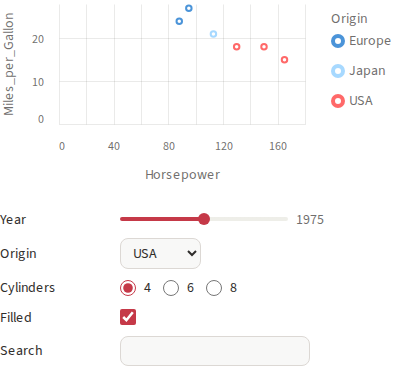 Miles_per_Gallon
20
10
0
0 40 80 120 160
Horsepower
Origin
Europe
Japan
USA
Year 1975
Origin USA
Cylinders 4 6 8
Filled
Search